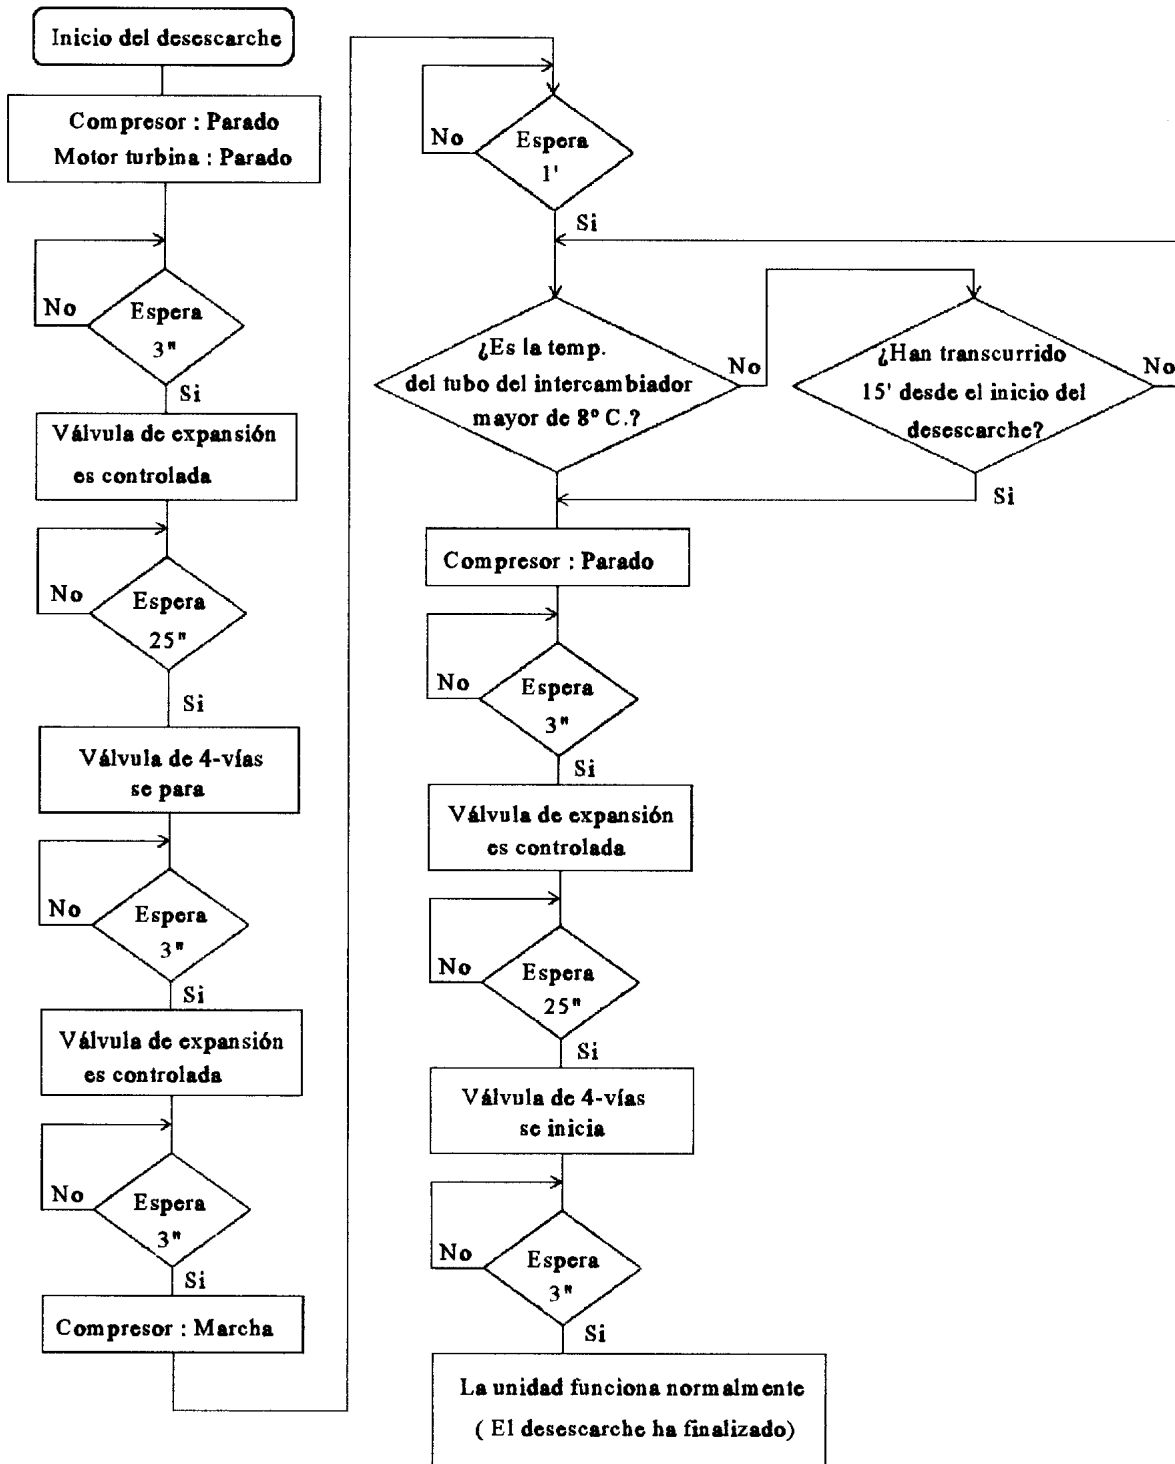 Inicio del desescarche
Compresor : Parado
Motor turbina : Parado
No
Espera
3"
Si
Válvula de expansión
es controlada
No
Espera
25"
Si
Válvula de 4-vías
se para
No
Espera
3"
Si
Válvula de expansión
es controlada
No
Espera
3"
Si
Compresor : Marcha
No
Espera
1'
Si
¿Es la temp.
del tubo del intercambiador
mayor de 8º C.?
No
¿Han transcurrido
15' desde el inicio del
desescarche?
No
Si
Compresor : Parado
No
Espera
3"
Si
Válvula de expansión
es controlada
No
Espera
25"
Si
Válvula de 4-vías
se inicia
No
Espera
3"
Si
La unidad funciona normalmente
( El desescarche ha finalizado)